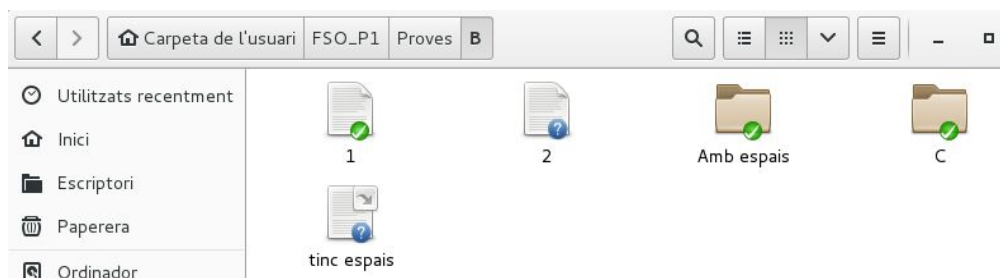 Carpeta de l'usuari FSO_P1 Proves B
Utilitzats recentment
Inici
Escriptori
Paperera
Ordinador
1 2 Amb espais C
tinc espais